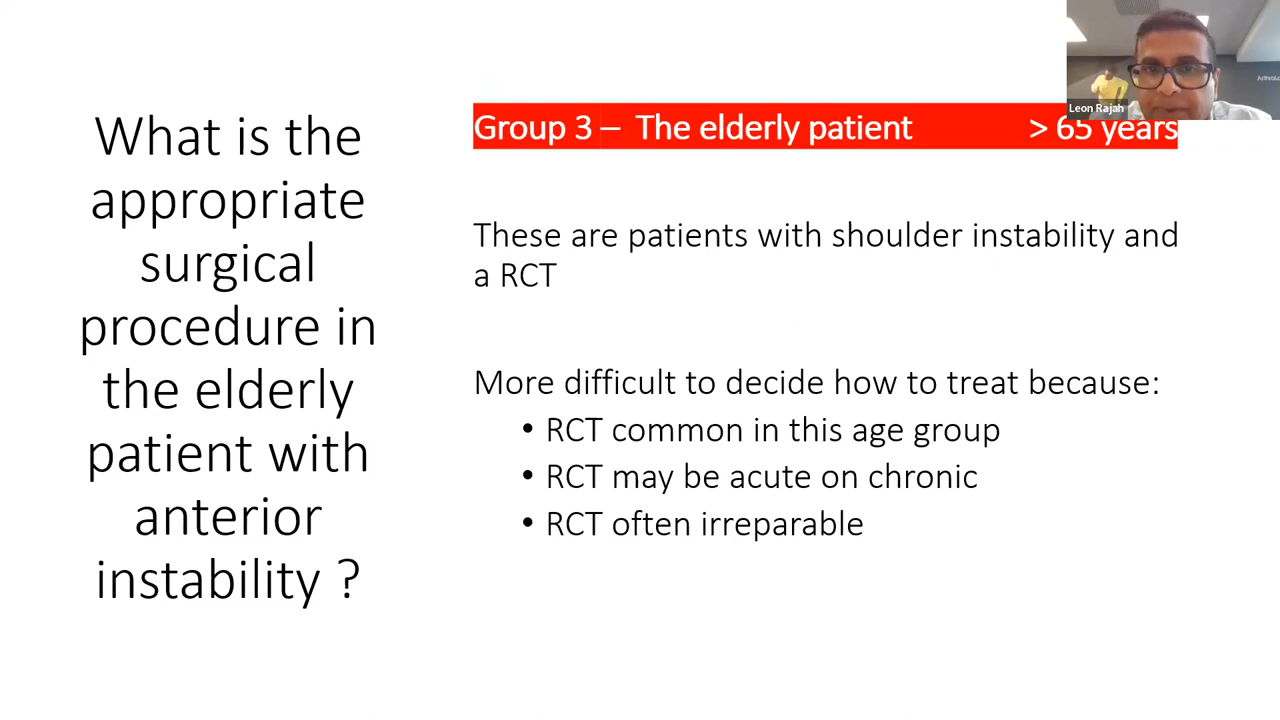 What is the
appropriate
surgical
procedure in
the elderly
patient with
anterior
instability ?
Group 3 – The elderly patient > 65 years
These are patients with shoulder instability and
a RCT
More difficult to decide how to treat because:
• RCT common in this age group
• RCT may be acute on chronic
• RCT often irreparable
Leon Rajah